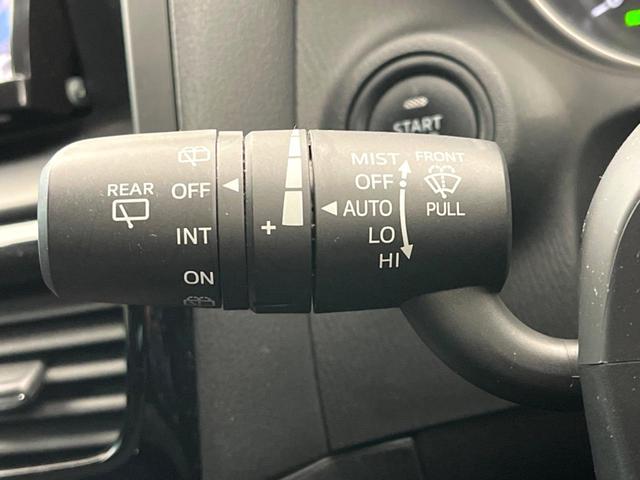 START
REAR
OFF
INT
ON
+
MIST
OFF
AUTO
LO
HI
FRONT
PULL